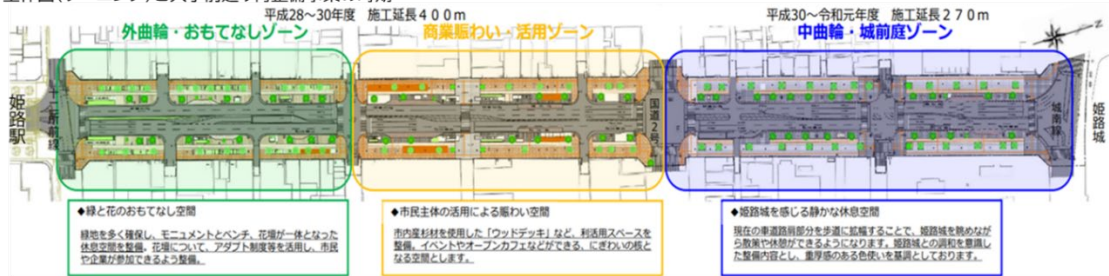 平成28～30年度　施工延長400m
平成30～令和元年度　施工延長270m
外曲輪・おもてなしゾーン
商業賑わい・活用ゾーン
中曲輪・城前庭ゾーン
姫路駅
駅前線
国道2号
城南線
姫路城
◆緑と花のおもてなし空間
緑地を多く確保し、モニュメントとベンチ、花壇が一体となった
休息空間を整備。花壇について、アダプト制度等を活用し、市民
や企業が参加できるよう整備。
◆市民主体の活用による賑わい空間
市内産杉材を使用した「ウッドデッキ」など、利活用スペースを
整備。イベントやオープンカフェなどができる、にぎわいの核と
なる空間とします。
◆姫路城を感じる静かな休息空間
現在の車道路肩部分を歩道に拡幅することで、姫路城を眺めなが
ら散策や休憩ができるようになります。姫路城との調和を意識し
た整備内容とし、重厚感のある色使いを基調としております。